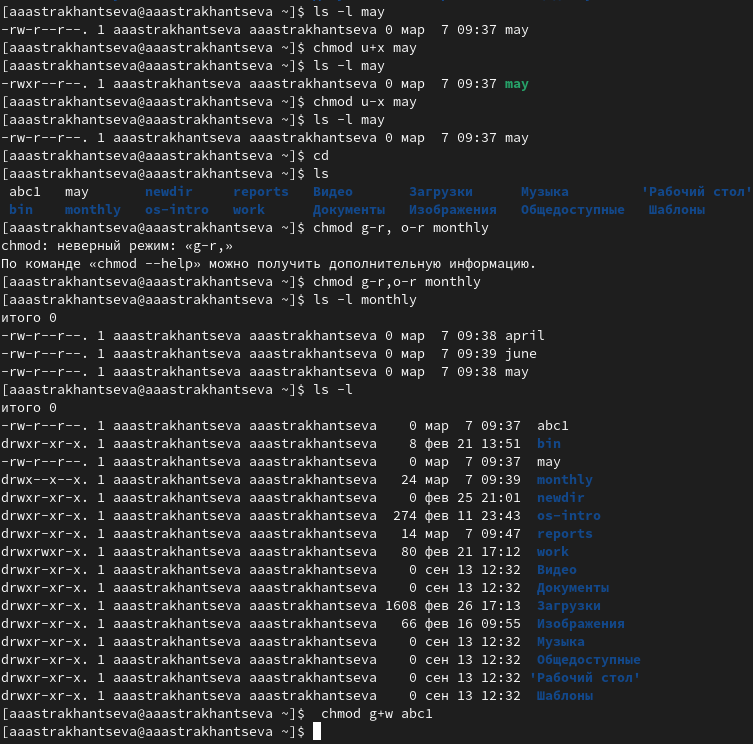 [aaastrakhantseva@aaastrakhantseva ~]$ ls -l may
-rw-r--r--. 1 aaastrakhantseva aaastrakhantseva 0 мар  7 09:37 may
[aaastrakhantseva@aaastrakhantseva ~]$ chmod u+x may
[aaastrakhantseva@aaastrakhantseva ~]$ ls -l may
-rwxr--r--. 1 aaastrakhantseva aaastrakhantseva 0 мар  7 09:37 may
[aaastrakhantseva@aaastrakhantseva ~]$ chmod u-x may
[aaastrakhantseva@aaastrakhantseva ~]$ ls -l may
-rw-r--r--. 1 aaastrakhantseva aaastrakhantseva 0 мар  7 09:37 may
[aaastrakhantseva@aaastrakhantseva ~]$ cd
[aaastrakhantseva@aaastrakhantseva ~]$ ls
 abc1   may       newdir     reports   Видео       Загрузки      Музыка         'Рабочий стол'
 bin    monthly   os-intro   work      Документы   Изображения   Общедоступные   Шаблоны
[aaastrakhantseva@aaastrakhantseva ~]$ chmod g-r, o-r monthly
chmod: неверный режим: «g-r,»
По команде «chmod --help» можно получить дополнительную информацию.
[aaastrakhantseva@aaastrakhantseva ~]$ chmod g-r,o-r monthly
[aaastrakhantseva@aaastrakhantseva ~]$ ls -l monthly
итого 0
-rw-r--r--. 1 aaastrakhantseva aaastrakhantseva 0 мар  7 09:38 april
-rw-r--r--. 1 aaastrakhantseva aaastrakhantseva 0 мар  7 09:39 june
-rw-r--r--. 1 aaastrakhantseva aaastrakhantseva 0 мар  7 09:38 may
[aaastrakhantseva@aaastrakhantseva ~]$ ls -l
итого 0
-rw-r--r--. 1 aaastrakhantseva aaastrakhantseva    0 мар  7 09:37  abc1
drwxr-xr-x. 1 aaastrakhantseva aaastrakhantseva    8 фев 21 13:51  bin
-rw-r--r--. 1 aaastrakhantseva aaastrakhantseva    0 мар  7 09:37  may
drwx--x--x. 1 aaastrakhantseva aaastrakhantseva   24 мар  7 09:39  monthly
drwxr-xr-x. 1 aaastrakhantseva aaastrakhantseva    0 фев 25 21:01  newdir
drwxr-xr-x. 1 aaastrakhantseva aaastrakhantseva  274 фев 11 23:43  os-intro
drwxr-xr-x. 1 aaastrakhantseva aaastrakhantseva   14 мар  7 09:47  reports
drwxrwxr-x. 1 aaastrakhantseva aaastrakhantseva   80 фев 21 17:12  work
drwxr-xr-x. 1 aaastrakhantseva aaastrakhantseva    0 сен 13 12:32  Видео
drwxr-xr-x. 1 aaastrakhantseva aaastrakhantseva    0 сен 13 12:32  Документы
drwxr-xr-x. 1 aaastrakhantseva aaastrakhantseva 1608 фев 26 17:13  Загрузки
drwxr-xr-x. 1 aaastrakhantseva aaastrakhantseva   66 фев 16 09:55  Изображения
drwxr-xr-x. 1 aaastrakhantseva aaastrakhantseva    0 сен 13 12:32  Музыка
drwxr-xr-x. 1 aaastrakhantseva aaastrakhantseva    0 сен 13 12:32  Общедоступные
drwxr-xr-x. 1 aaastrakhantseva aaastrakhantseva    0 сен 13 12:32 'Рабочий стол'
drwxr-xr-x. 1 aaastrakhantseva aaastrakhantseva    0 сен 13 12:32  Шаблоны
[aaastrakhantseva@aaastrakhantseva ~]$  chmod g+w abc1
[aaastrakhantseva@aaastrakhantseva ~]$